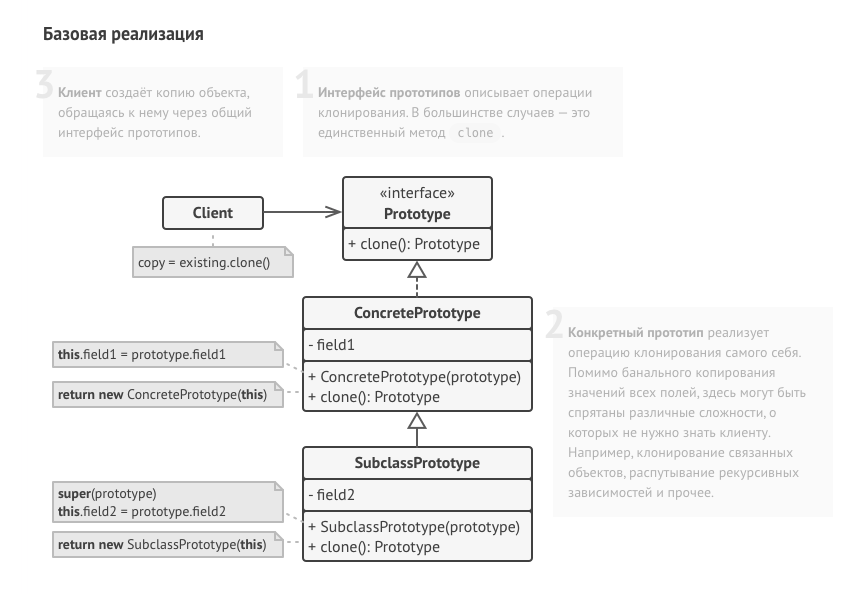 Базовая реализация
3
Клиент создаёт копию объекта,
обращаясь к нему через общий
интерфейс прототипов.
1
Интерфейс прототипов описывает операции
клонирования. В большинстве случаев — это
единственный метод clone .
Client
copy = existing.clone()
«interface»
Prototype
+ clone(): Prototype
ConcretePrototype
- field1
+ ConcretePrototype(prototype)
+ clone(): Prototype
this.field1 = prototype.field1
return new ConcretePrototype(this)
2
Конкретный прототип реализует
операцию клонирования самого себя.
Помимо банального копирования
значений всех полей, здесь могут быть
спрятаны различные сложности, о
которых не нужно знать клиенту.
Например, клонирование связанных
объектов, распутывание рекурсивных
зависимостей и прочее.
SubclassPrototype
- field2
+ SubclassPrototype(prototype)
+ clone(): Prototype
super(prototype)
this.field2 = prototype.field2
return new SubclassPrototype(this)